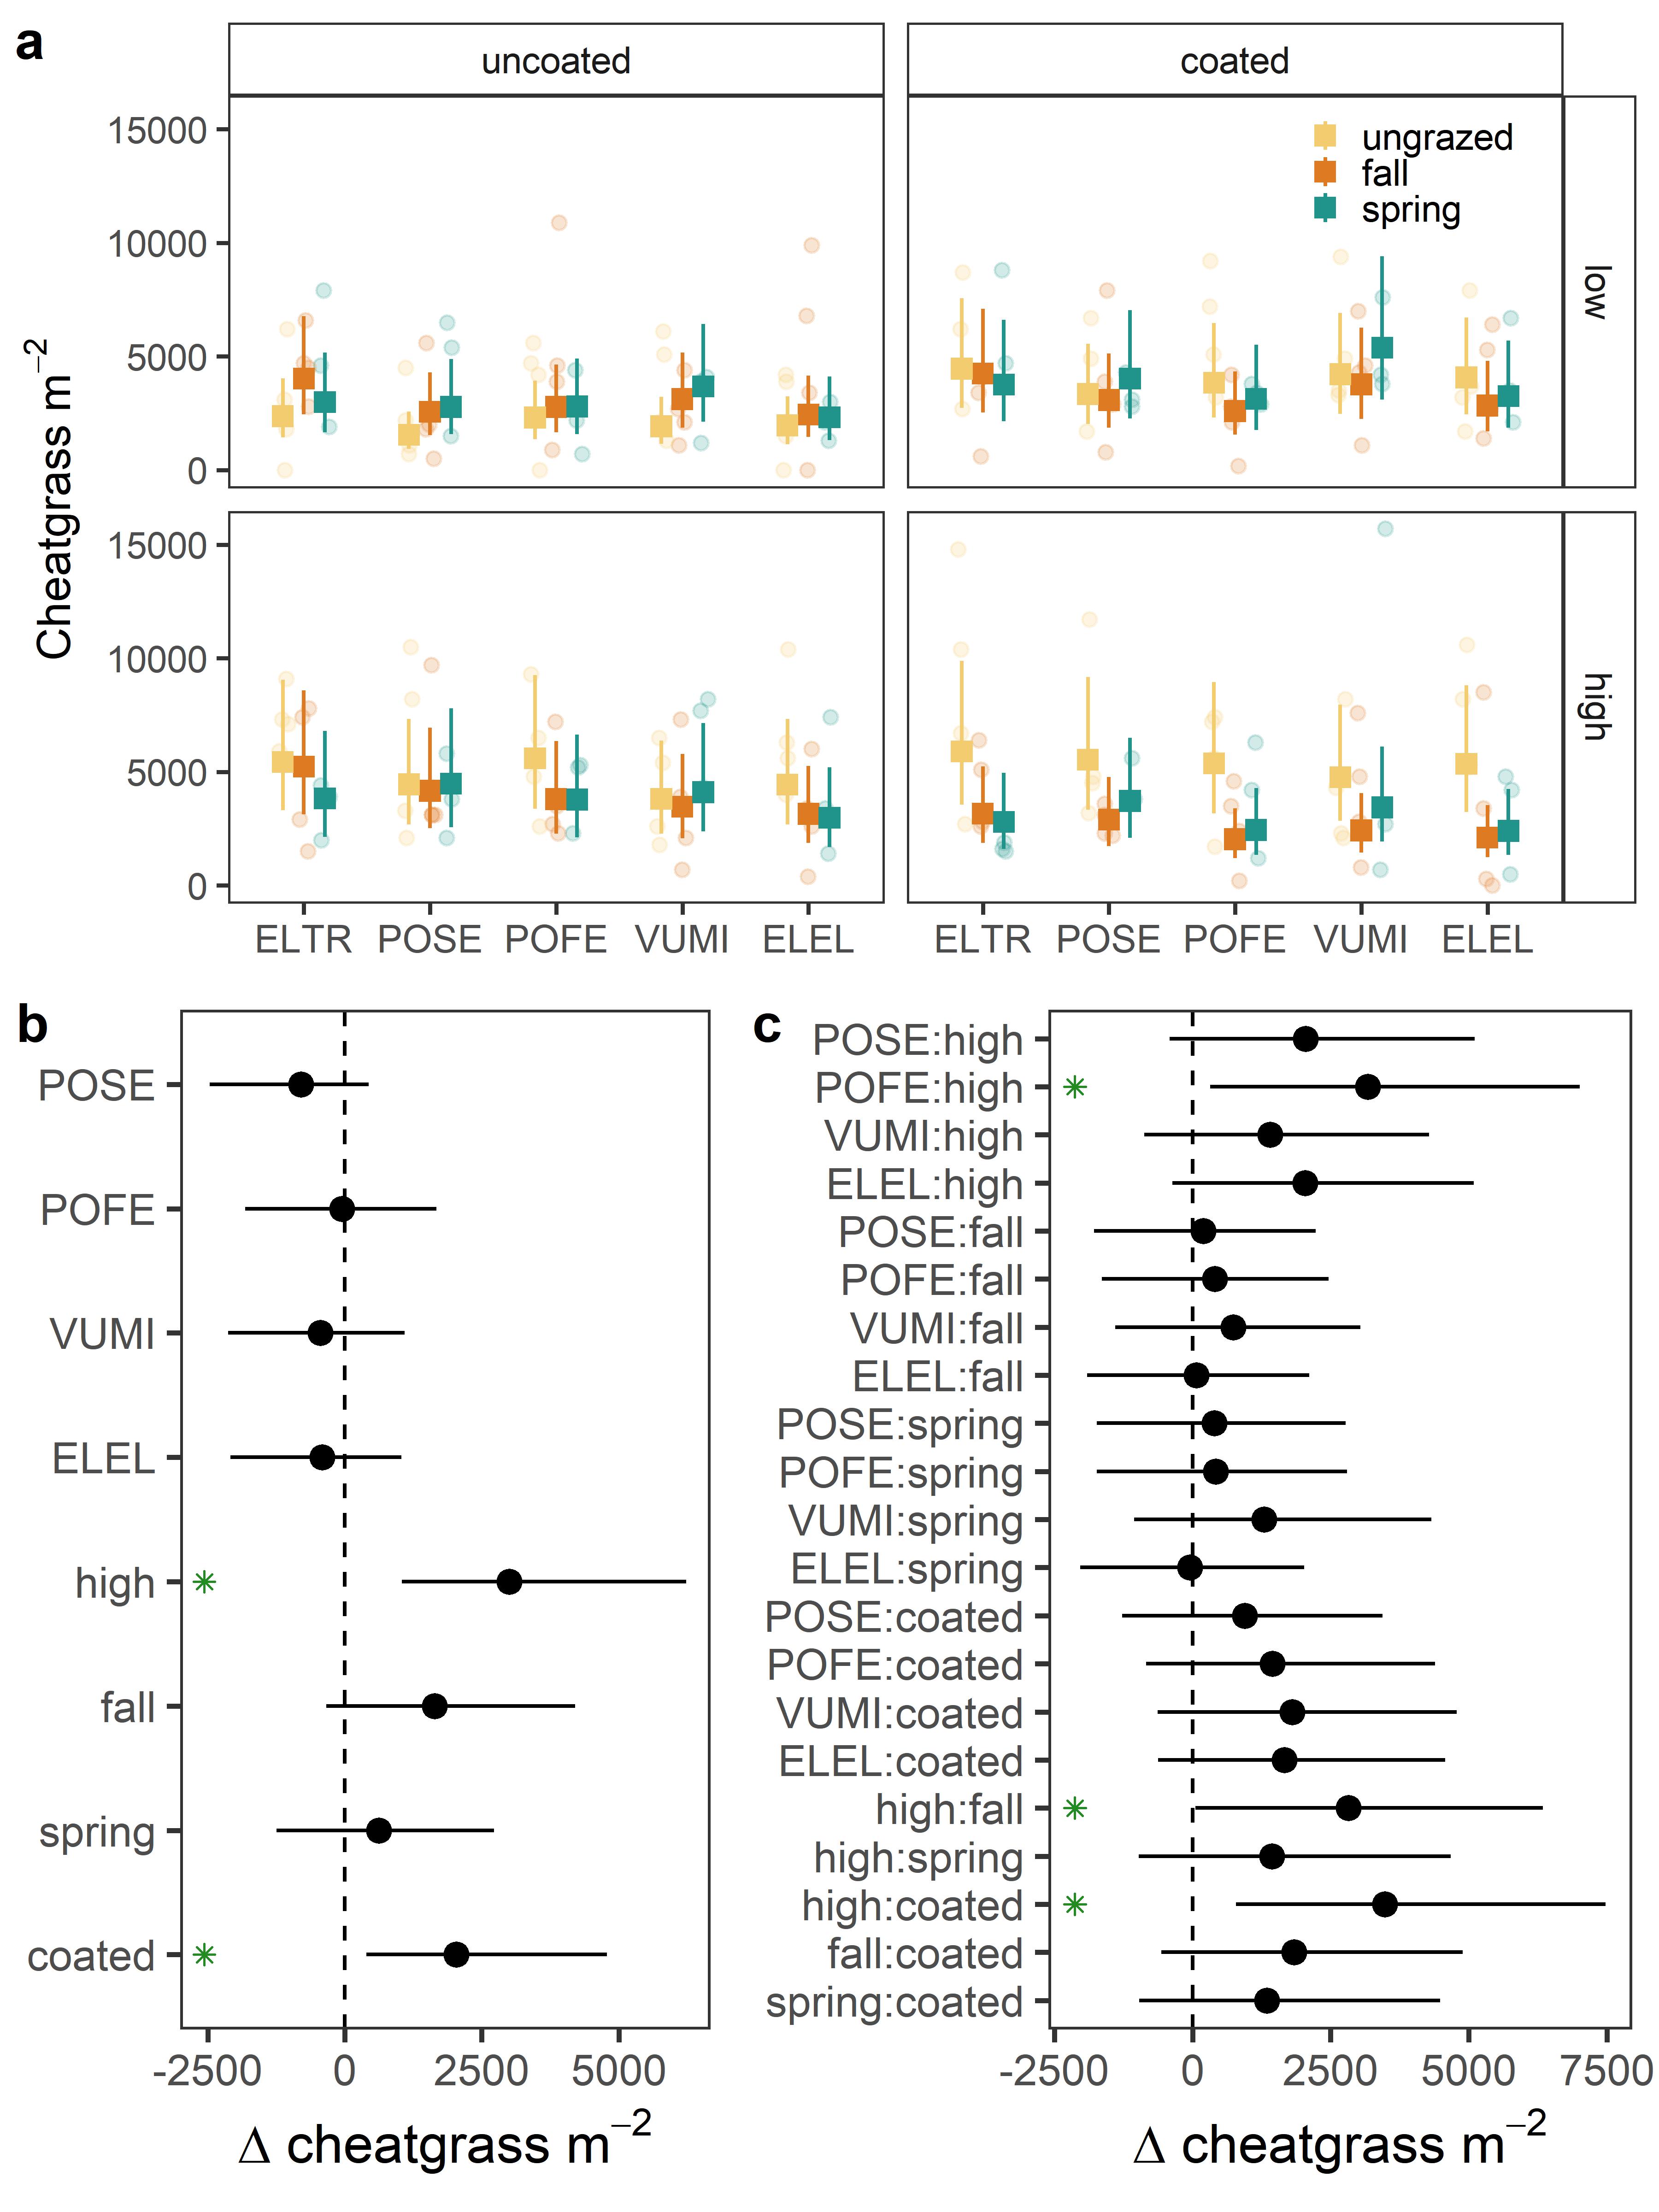 a
uncoated
coated
Cheatgrass m⁻²
15000
10000
5000
0
ungrazed
fall
spring
low
15000
10000
5000
0
high
ELTR POSE POFE VUMI ELEL
ELTR POSE POFE VUMI ELEL
b
POSE
POFE
VUMI
ELEL
high
*
fall
spring
coated
*
-2500 0 2500 5000
Δ cheatgrass m⁻²
c
POSE:high
POFE:high *
VUMI:high
ELEL:high
POSE:fall
POFE:fall
VUMI:fall
ELEL:fall
POSE:spring
POFE:spring
VUMI:spring
ELEL:spring
POSE:coated
POFE:coated
VUMI:coated
ELEL:coated
high:fall *
high:spring
high:coated *
fall:coated
spring:coated
-2500 0 2500 5000 7500
Δ cheatgrass m⁻²